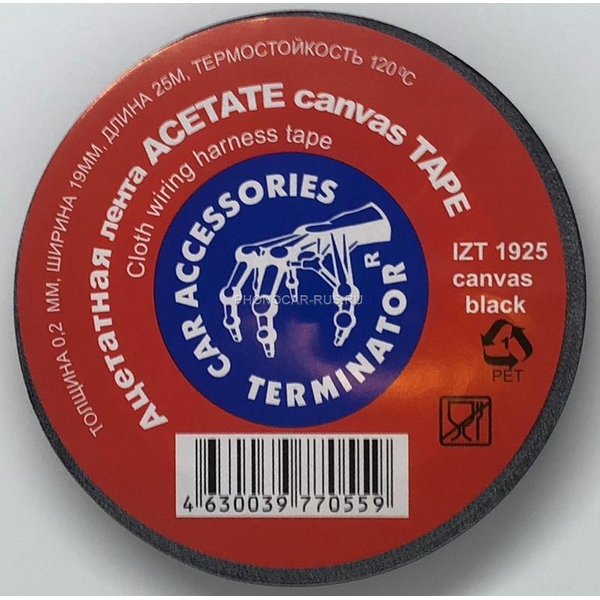 ТОЛЩИНА 0,2 ММ, ШИРИНА 19ММ, ДЛИНА 25М, ТЕРМОСТОЙКОСТЬ 120°C
Ацетатная лента ACETATE canvas TAPE
Cloth wiring harness tape
CAR ACCESSORIES
TERMINATOR R
PHONOCAR-RUS.RU
IZT 1925
canvas
black
1
PET
4 630039 770559